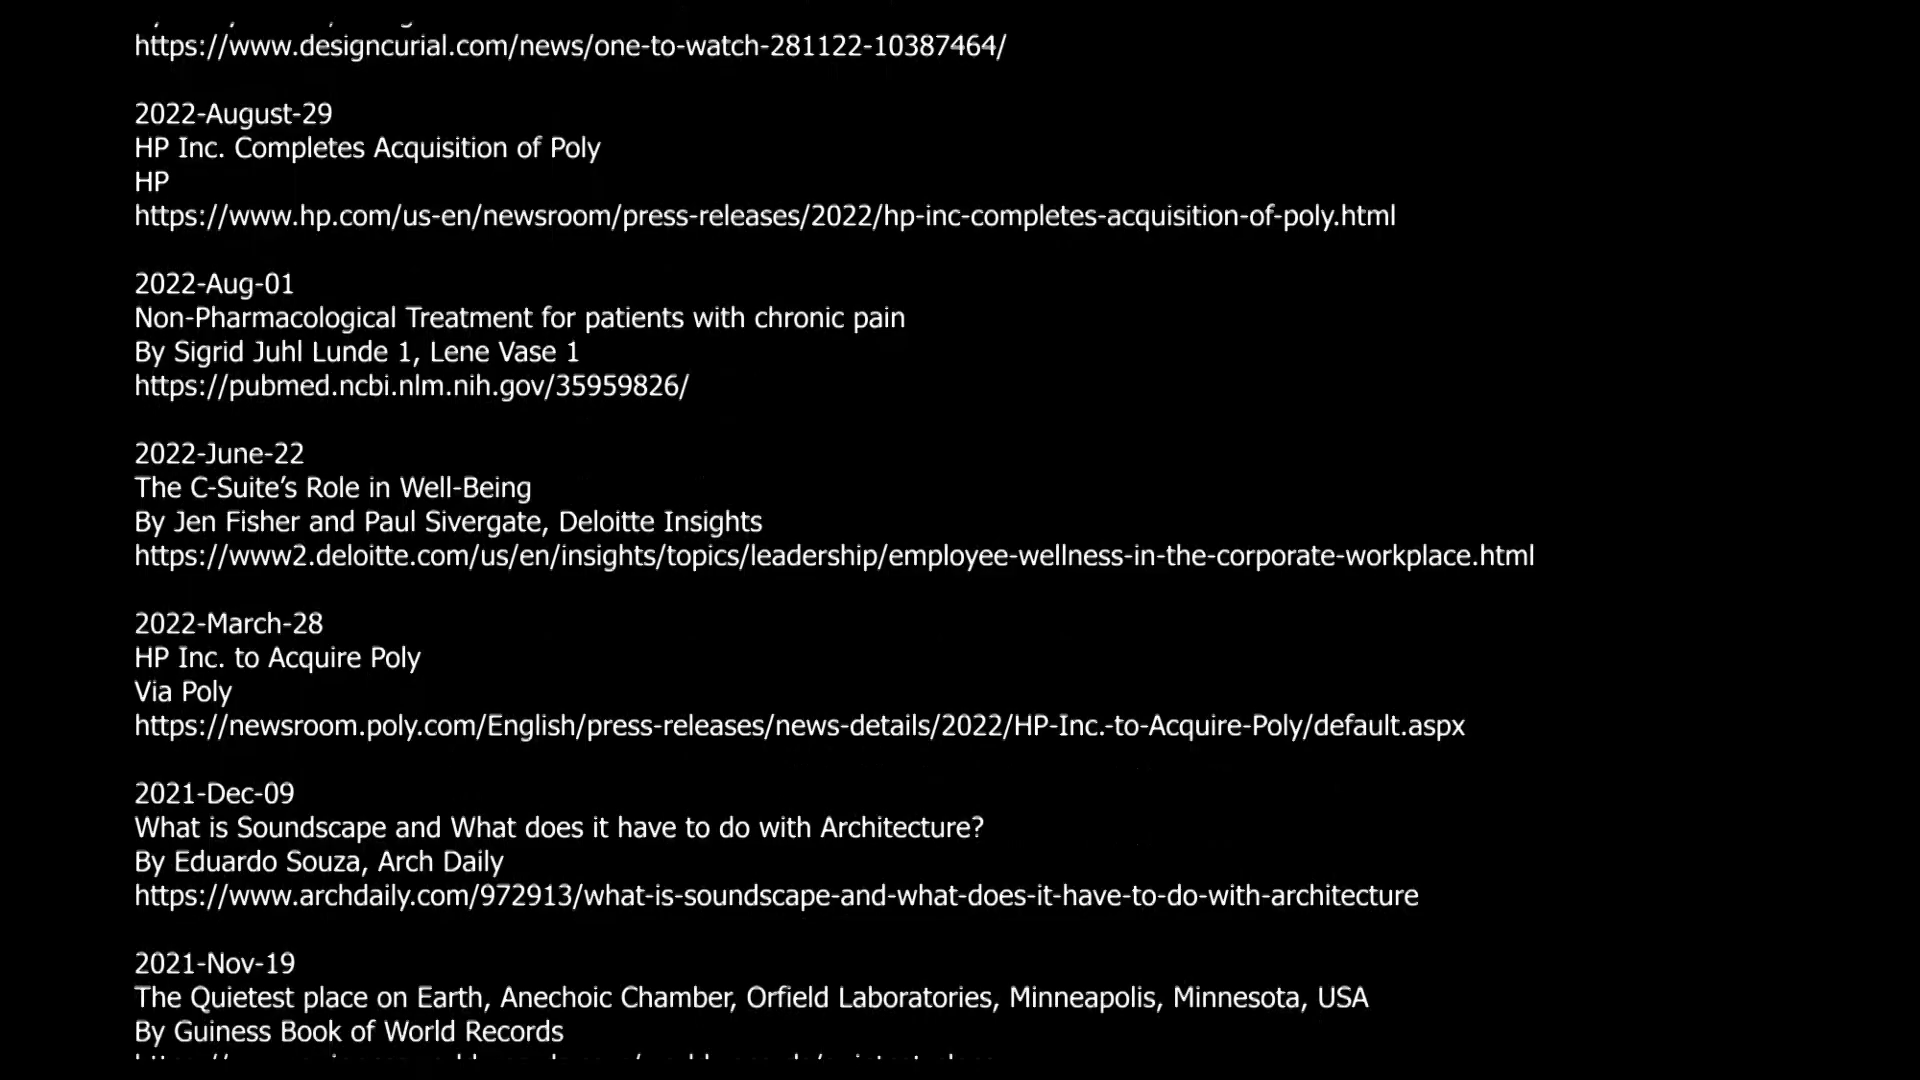 https://www.designcurial.com/news/one-to-watch-281122-10387464/
2022-August-29
HP Inc. Completes Acquisition of Poly
HP
https://www.hp.com/us-en/newsroom/press-releases/2022/hp-inc-completes-acquisition-of-poly.html
2022-Aug-01
Non-Pharmacological Treatment for patients with chronic pain
By Sigrid Juhl Lunde 1, Lene Vase 1
https://pubmed.ncbi.nlm.nih.gov/35959826/
2022-June-22
The C-Suite’s Role in Well-Being
By Jen Fisher and Paul Sivergate, Deloitte Insights
https://www2.deloitte.com/us/en/insights/topics/leadership/employee-wellness-in-the-corporate-workplace.html
2022-March-28
HP Inc. to Acquire Poly
Via Poly
https://newsroom.poly.com/English/press-releases/news-details/2022/HP-Inc.-to-Acquire-Poly/default.aspx
2021-Dec-09
What is Soundscape and What does it have to do with Architecture?
By Eduardo Souza, Arch Daily
https://www.archdaily.com/972913/what-is-soundscape-and-what-does-it-have-to-do-with-architecture
2021-Nov-19
The Quietest place on Earth, Anechoic Chamber, Orfield Laboratories, Minneapolis, Minnesota, USA
By Guiness Book of World Records